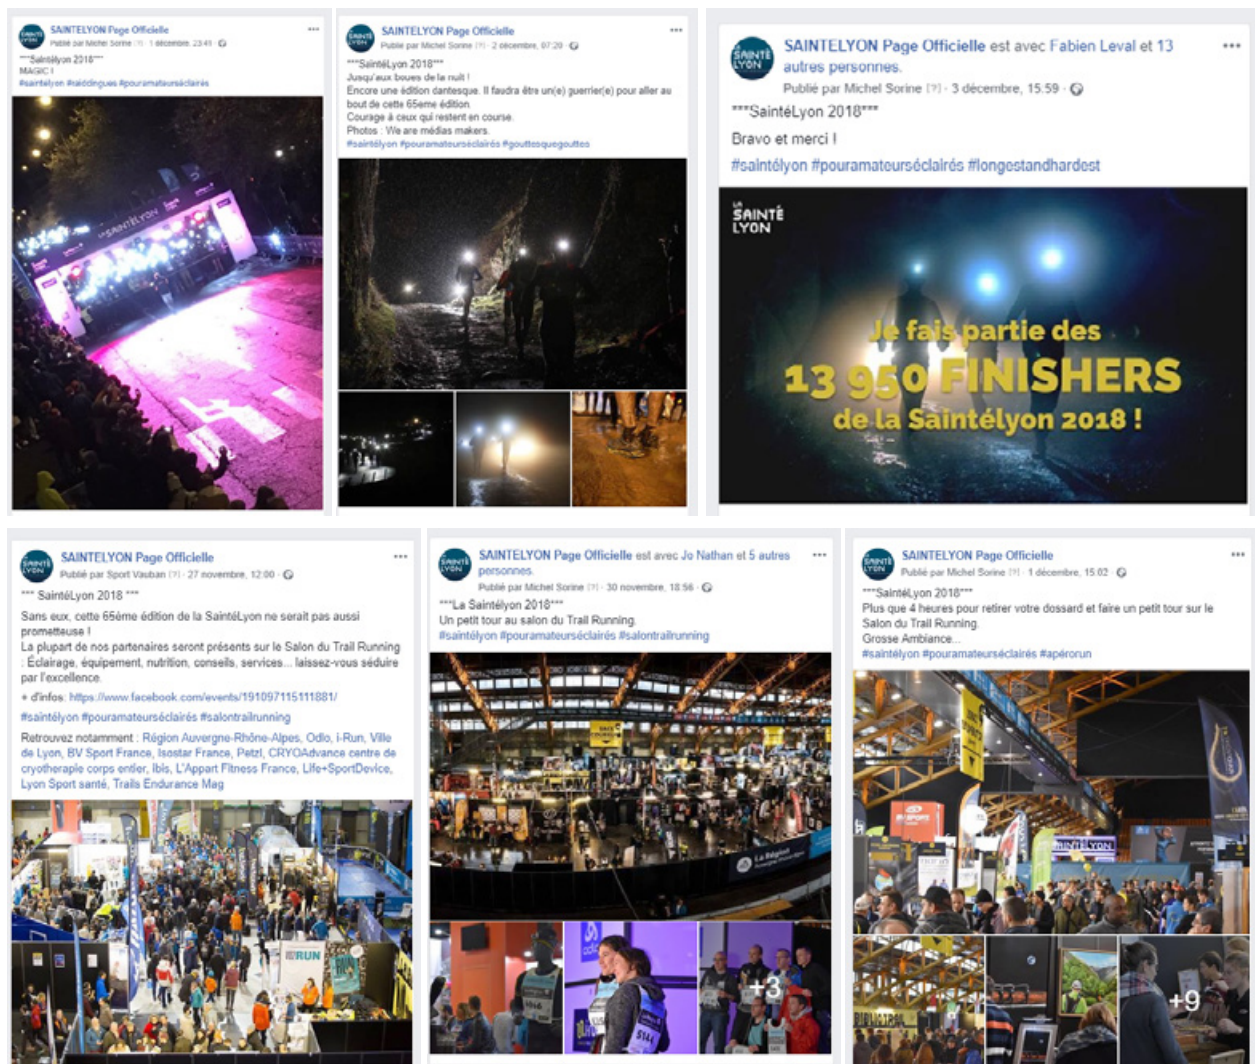 SAINTELYON Page Officielle
Publié par Michel Sorine [?] · 1 décembre, 23:41 ·
***Saintélyon 2018***
MAGIC !
#saintélyon #saintédingues #pouramateurséclairés
LA SAINTÉLYON
SAINTELYON Page Officielle
Publié par Michel Sorine [?] · 2 décembre, 07:20 ·
***SaintéLyon 2018***
Jusqu'aux boues de la nuit !
Encore une édition dantesque. Il faudra être un(e) guerrier(e) pour aller au
bout de cette 65eme édition.
Courage à ceux qui restent en course.
Photos : We are médias makers.
#saintélyon #pouramateurséclairés #gouttesquegouttes
SAINTELYON Page Officielle est avec Fabien Leval et 13
autres personnes.
Publié par Michel Sorine [?] · 3 décembre, 15:59 ·
***SaintéLyon 2018***
Bravo et merci !
#saintélyon #pouramateurséclairés #longestandhardest
LA
SAINTÉ
LYON
Je fais partie des
13 950 FINISHERS
de la Saintélyon 2018 !
SAINTELYON Page Officielle
Publié par Sport Vauban [?] · 27 novembre, 12:00 ·
*** SaintéLyon 2018 ***
Sans eux, cette 65ème édition de la SaintéLyon ne serait pas aussi
prometteuse !
La plupart de nos partenaires seront présents sur le Salon du Trail Running
: Éclairage, équipement, nutrition, conseils, services... laissez-vous séduire
par l'excellence.
+ d'infos: https://www.facebook.com/events/191097115111881/
#saintélyon #pouramateurséclairés #salontrailrunning
Retrouvez notamment : Région Auvergne-Rhône-Alpes, Odlo, i-Run, Ville
de Lyon, BV Sport France, Isostar France, Petzl, CRYOAdvance centre de
cryotherapie corps entier, ibis, L'Appart Fitness France, Life+SportDevice,
Lyon Sport santé, Trails Endurance Mag
RUN
SAINTELYON Page Officielle est avec Jo Nathan et 5 autres
personnes.
Publié par Michel Sorine [?] · 30 novembre, 18:56 ·
***La Saintélyon 2018***
Un petit tour au salon du Trail Running.
#saintélyon #pouramateurséclairés #salontrailrunning
La Région
odlo
5144
+3
SAINTELYON Page Officielle
Publié par Michel Sorine [?] · 1 décembre, 15:02 ·
***SaintéLyon 2018***
Plus que 4 heures pour retirer votre dossard et faire un petit tour sur le
Salon du Trail Running.
Grosse Ambiance...
#saintélyon #pouramateurséclairés #apérorun
SAINTÉLYON
+9